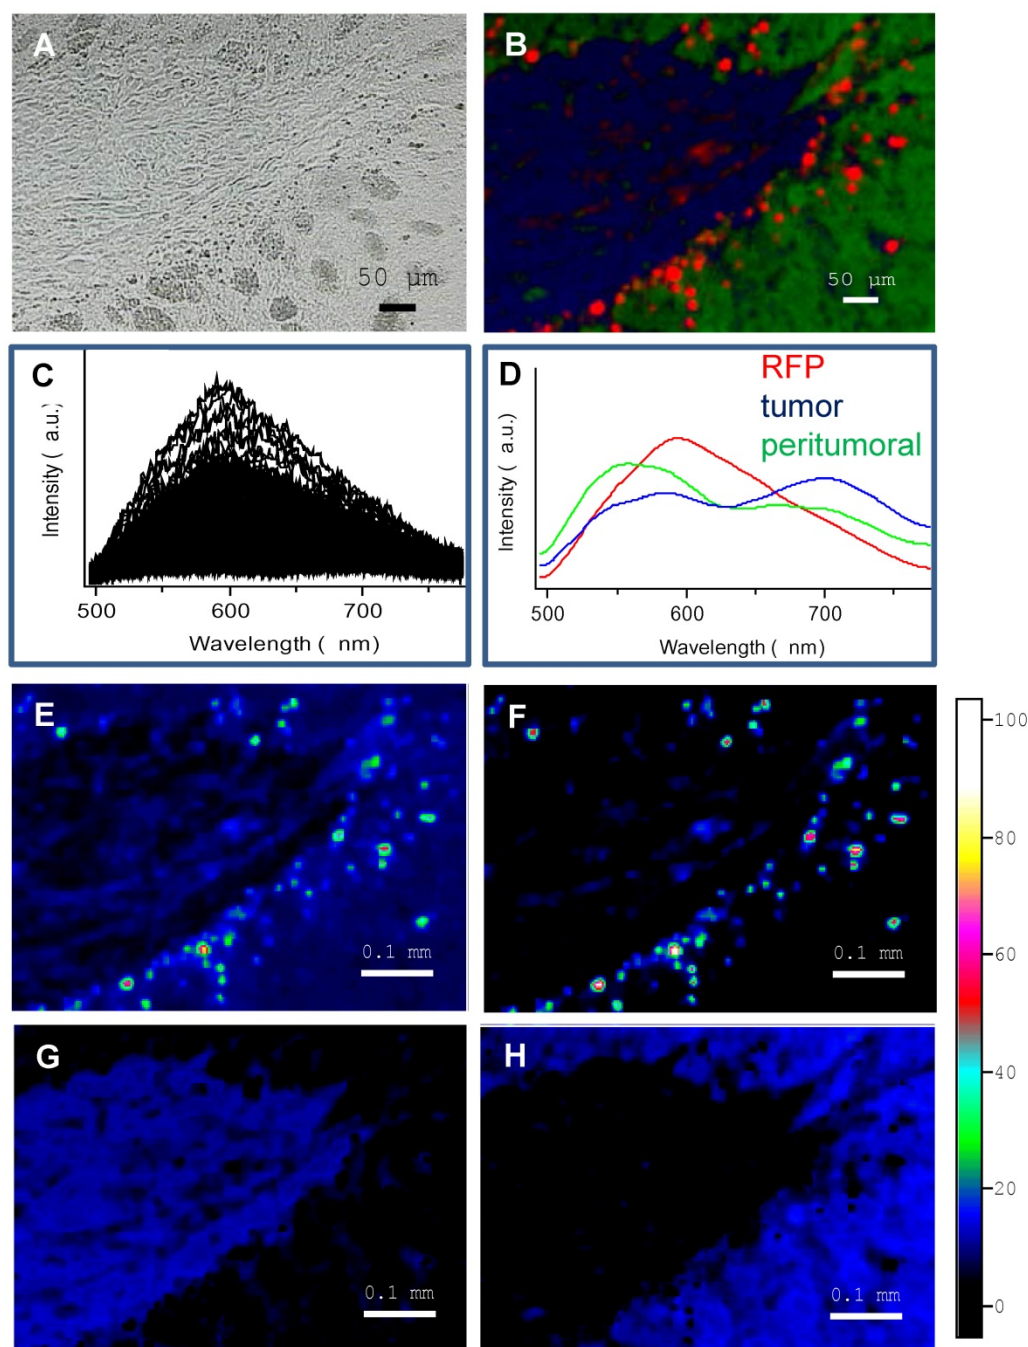 A
50 µm
B
50 µm
C
Intensity ( a.u.)
500
600
700
Wavelength ( nm)
D
RFP
tumor
peritumoral
Intensity ( a.u.)
500
600
700
Wavelength ( nm)
E
0.1 mm
F
0.1 mm
100
80
60
40
20
0
G
0.1 mm
H
0.1 mm